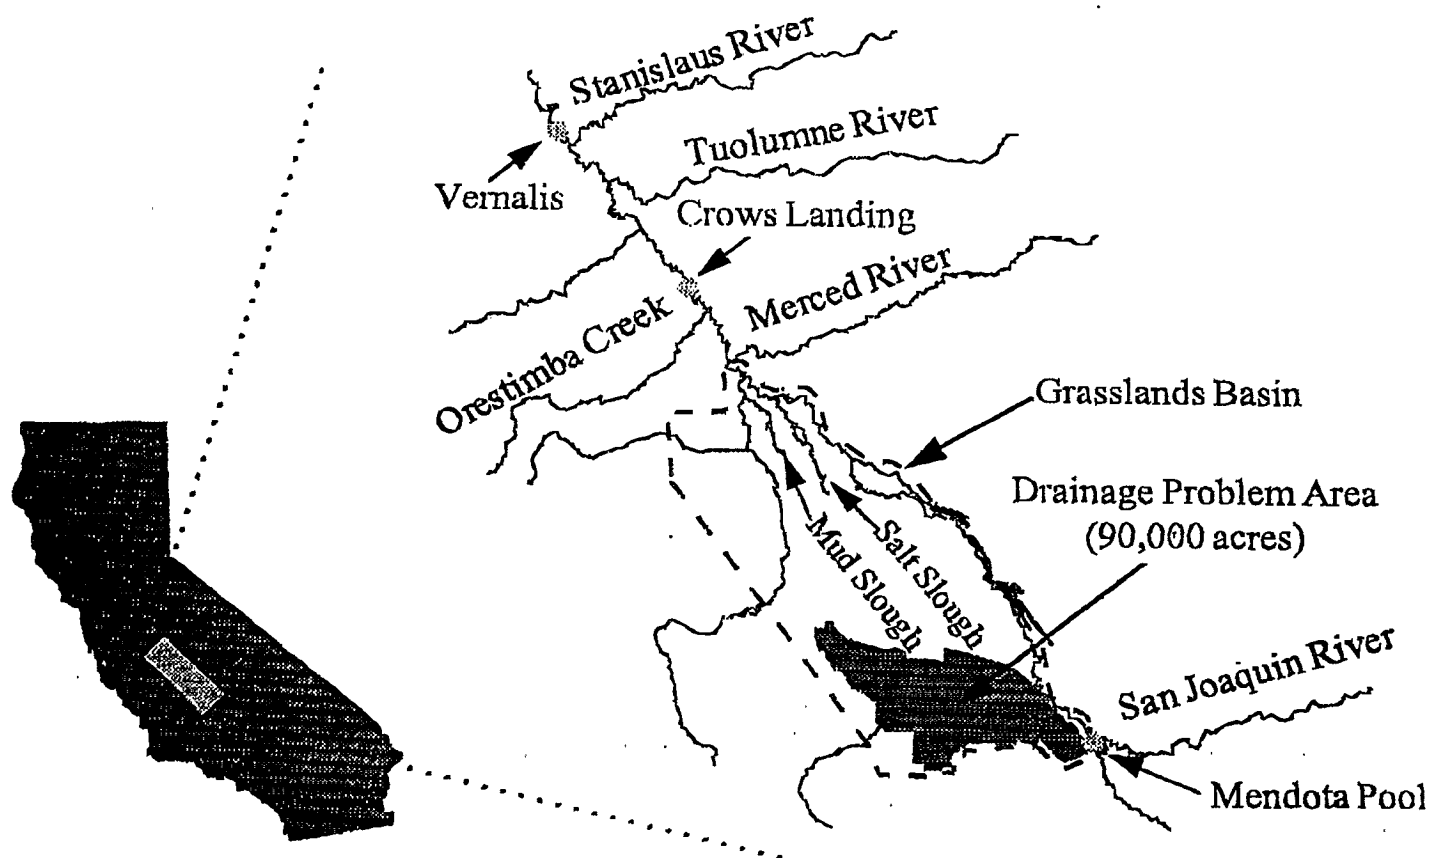 Stanislaus River
Tuolumne River
Vernalis
Crows Landing
Merced River
Orestimba Creek
Grasslands Basin
Drainage Problem Area
(90,000 acres)
Mud Slough
Salt Slough
San Joaquin River
Mendota Pool